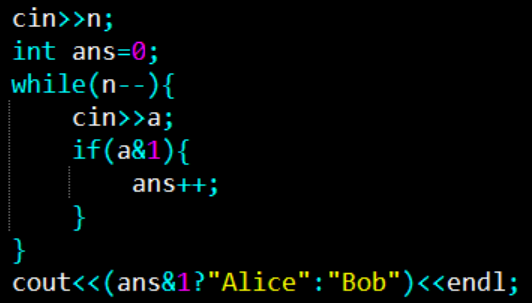 cin>>n;
int ans=0;
while(n--){
    cin>>a;
    if(a&1){
        ans++;
    }
}
cout<<(ans&1?"Alice":"Bob")<<endl;